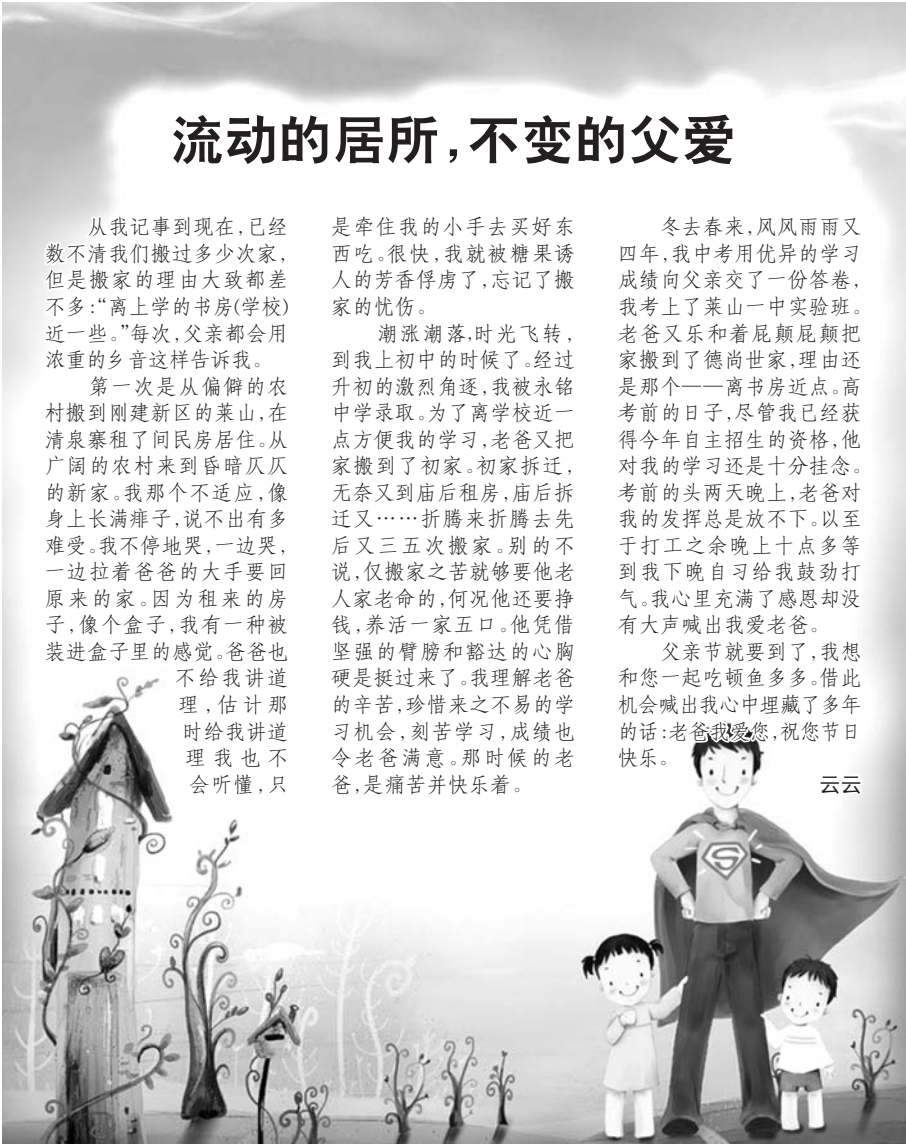 流动的居所，不变的父爱
从我记事到现在，已经
数不清我们搬过多少次家，
但是搬家的理由大致都差
不多：“离上学的书房(学校)
近一些。”每次，父亲都会用
浓重的乡音这样告诉我。
第一次是从偏僻的农
村搬到刚建新区的莱山，在
清泉寨租了间民房居住。从
广阔的农村来到昏暗仄仄
的新家。我那个不适应，像
身上长满痱子，说不出有多
难受。我不停地哭，一边哭，
一边拉着爸爸的大手要回
原来的家。因为租来的房
子，像个盒子，我有一种被
装进盒子里的感觉。爸爸也
不给我讲道
理，估计那
时给我讲道
理我也不
会听懂，只
是牵住我的小手去买好东
西吃。很快，我就被糖果诱
人的芳香俘虏了，忘记了搬
家的忧伤。
潮涨潮落,时光飞转，
到我上初中的时候了。经过
升初的激烈角逐，我被永铭
中学录取。为了离学校近一
点方便我的学习，老爸又把
家搬到了初家。初家拆迁，
无奈又到庙后租房，庙后拆
迁又……折腾来折腾去先
后又三五次搬家。别的不
说，仅搬家之苦就够要他老
人家老命的，何况他还要挣
钱，养活一家五口。他凭借
坚强的臂膀和豁达的心胸
硬是挺过来了。我理解老爸
的辛苦，珍惜来之不易的学
习机会，刻苦学习，成绩也
令老爸满意。那时候的老
爸，是痛苦并快乐着。
冬去春来，风风雨雨又
四年，我中考用优异的学习
成绩向父亲交了一份答卷，
我考上了莱山一中实验班。
老爸又乐和着屁颠屁颠把
家搬到了德尚世家，理由还
是那个——离书房近点。高
考前的日子，尽管我已经获
得今年自主招生的资格，他
对我的学习还是十分挂念。
考前的头两天晚上，老爸对
我的发挥总是放不下。以至
于打工之余晚上十点多等
到我下晚自习给我鼓劲打
气。我心里充满了感恩却没
有大声喊出我爱老爸。
父亲节就要到了，我想
和您一起吃顿鱼多多。借此
机会喊出我心中埋藏了多年
的话：老爸我爱您，祝您节日
快乐。
云云
S